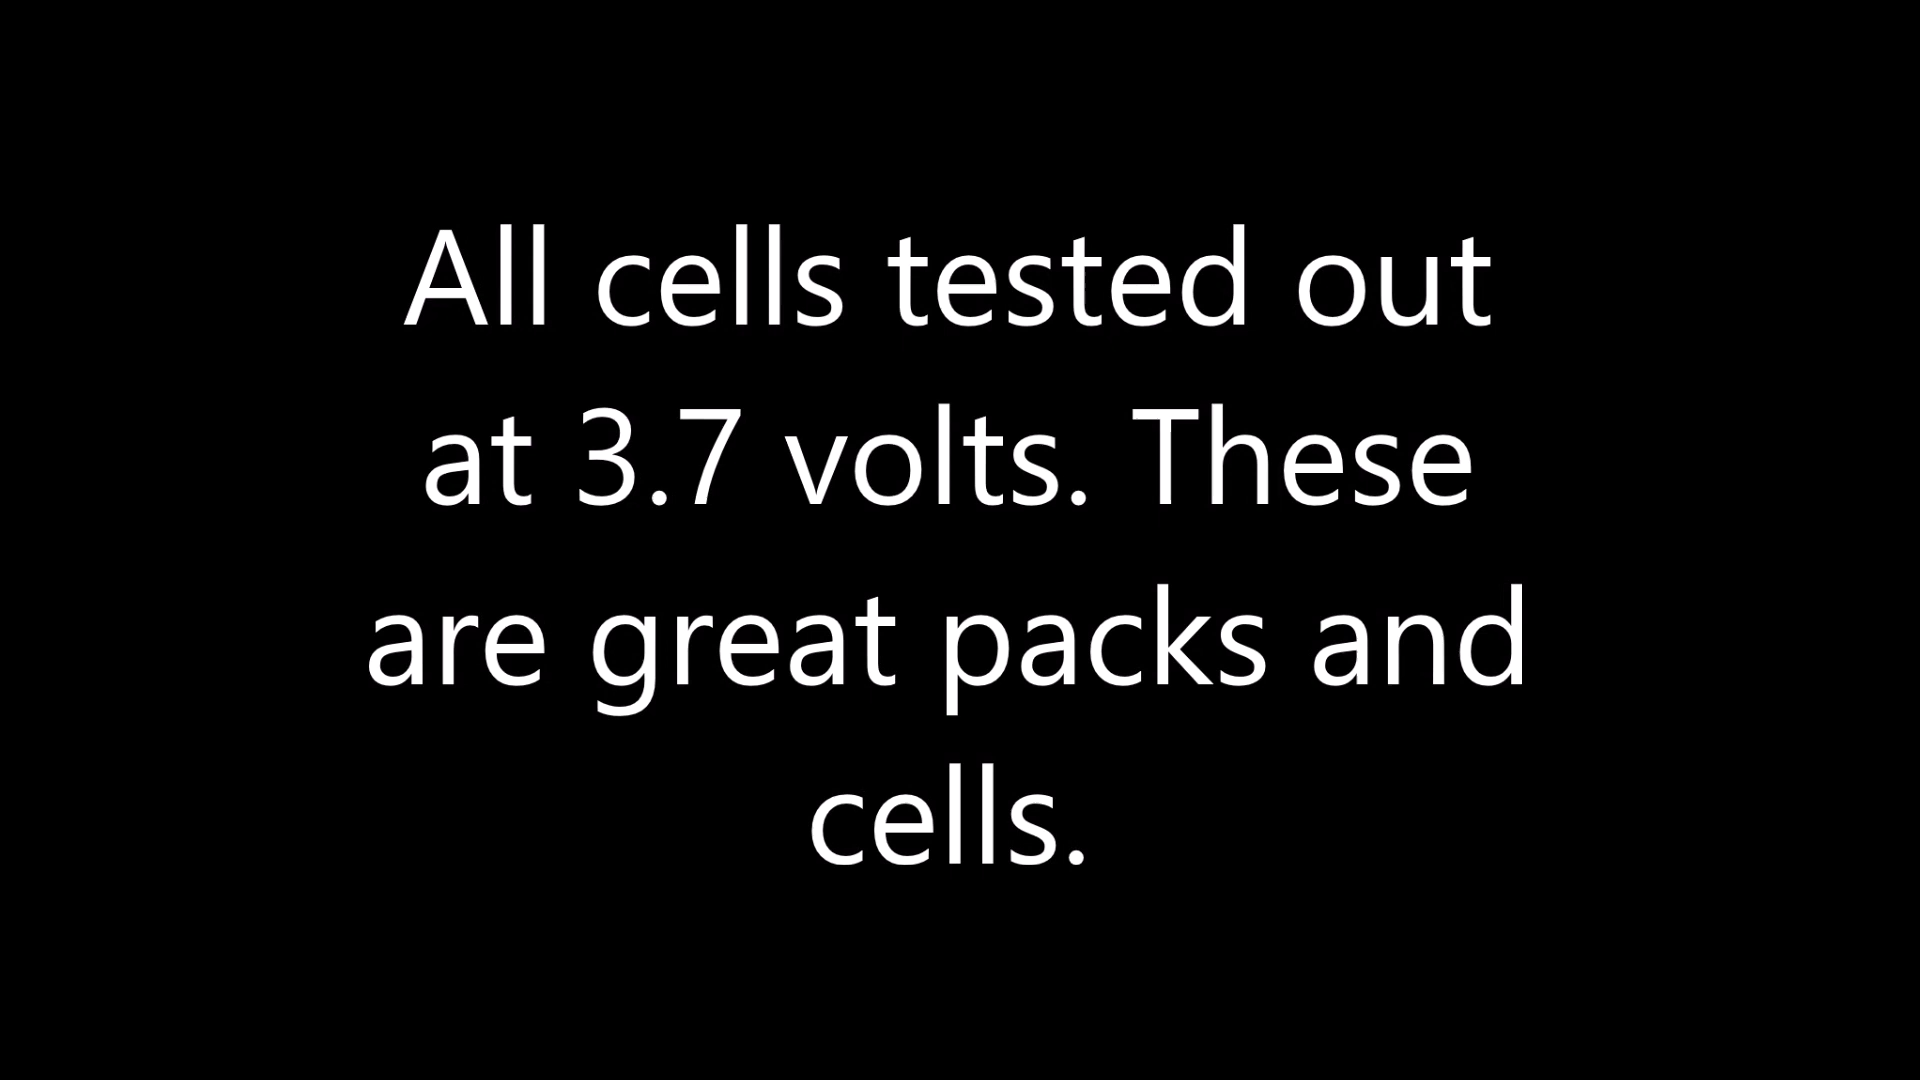 All cells tested out
at 3.7 volts. These
are great packs and
cells.